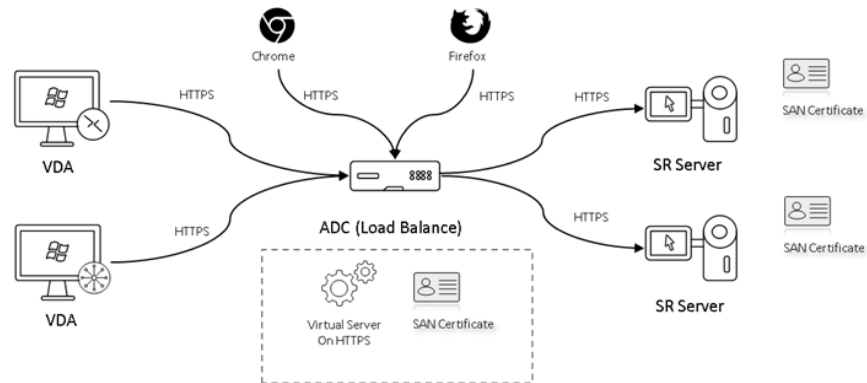 Chrome
Firefox
HTTPS
HTTPS
HTTPS
HTTPS
SAN Certificate
VDA
SR Server
HTTPS
HTTPS
SAN Certificate
ADC (Load Balance)
VDA
SR Server
Virtual Server
On HTTPS
SAN Certificate